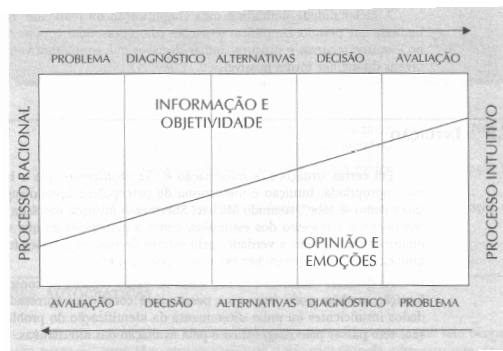 PROBLEMA DIAGNÓSTICO ALTERNATIVAS DECISÃO AVALIAÇÃO
PROCESSO RACIONAL
INFORMAÇÃO E
OBJETIVIDADE
OPINIÃO E
EMOÇÕES
PROCESSO INTUITIVO
AVALIAÇÃO DECISÃO ALTERNATIVAS DIAGNÓSTICO PROBLEMA